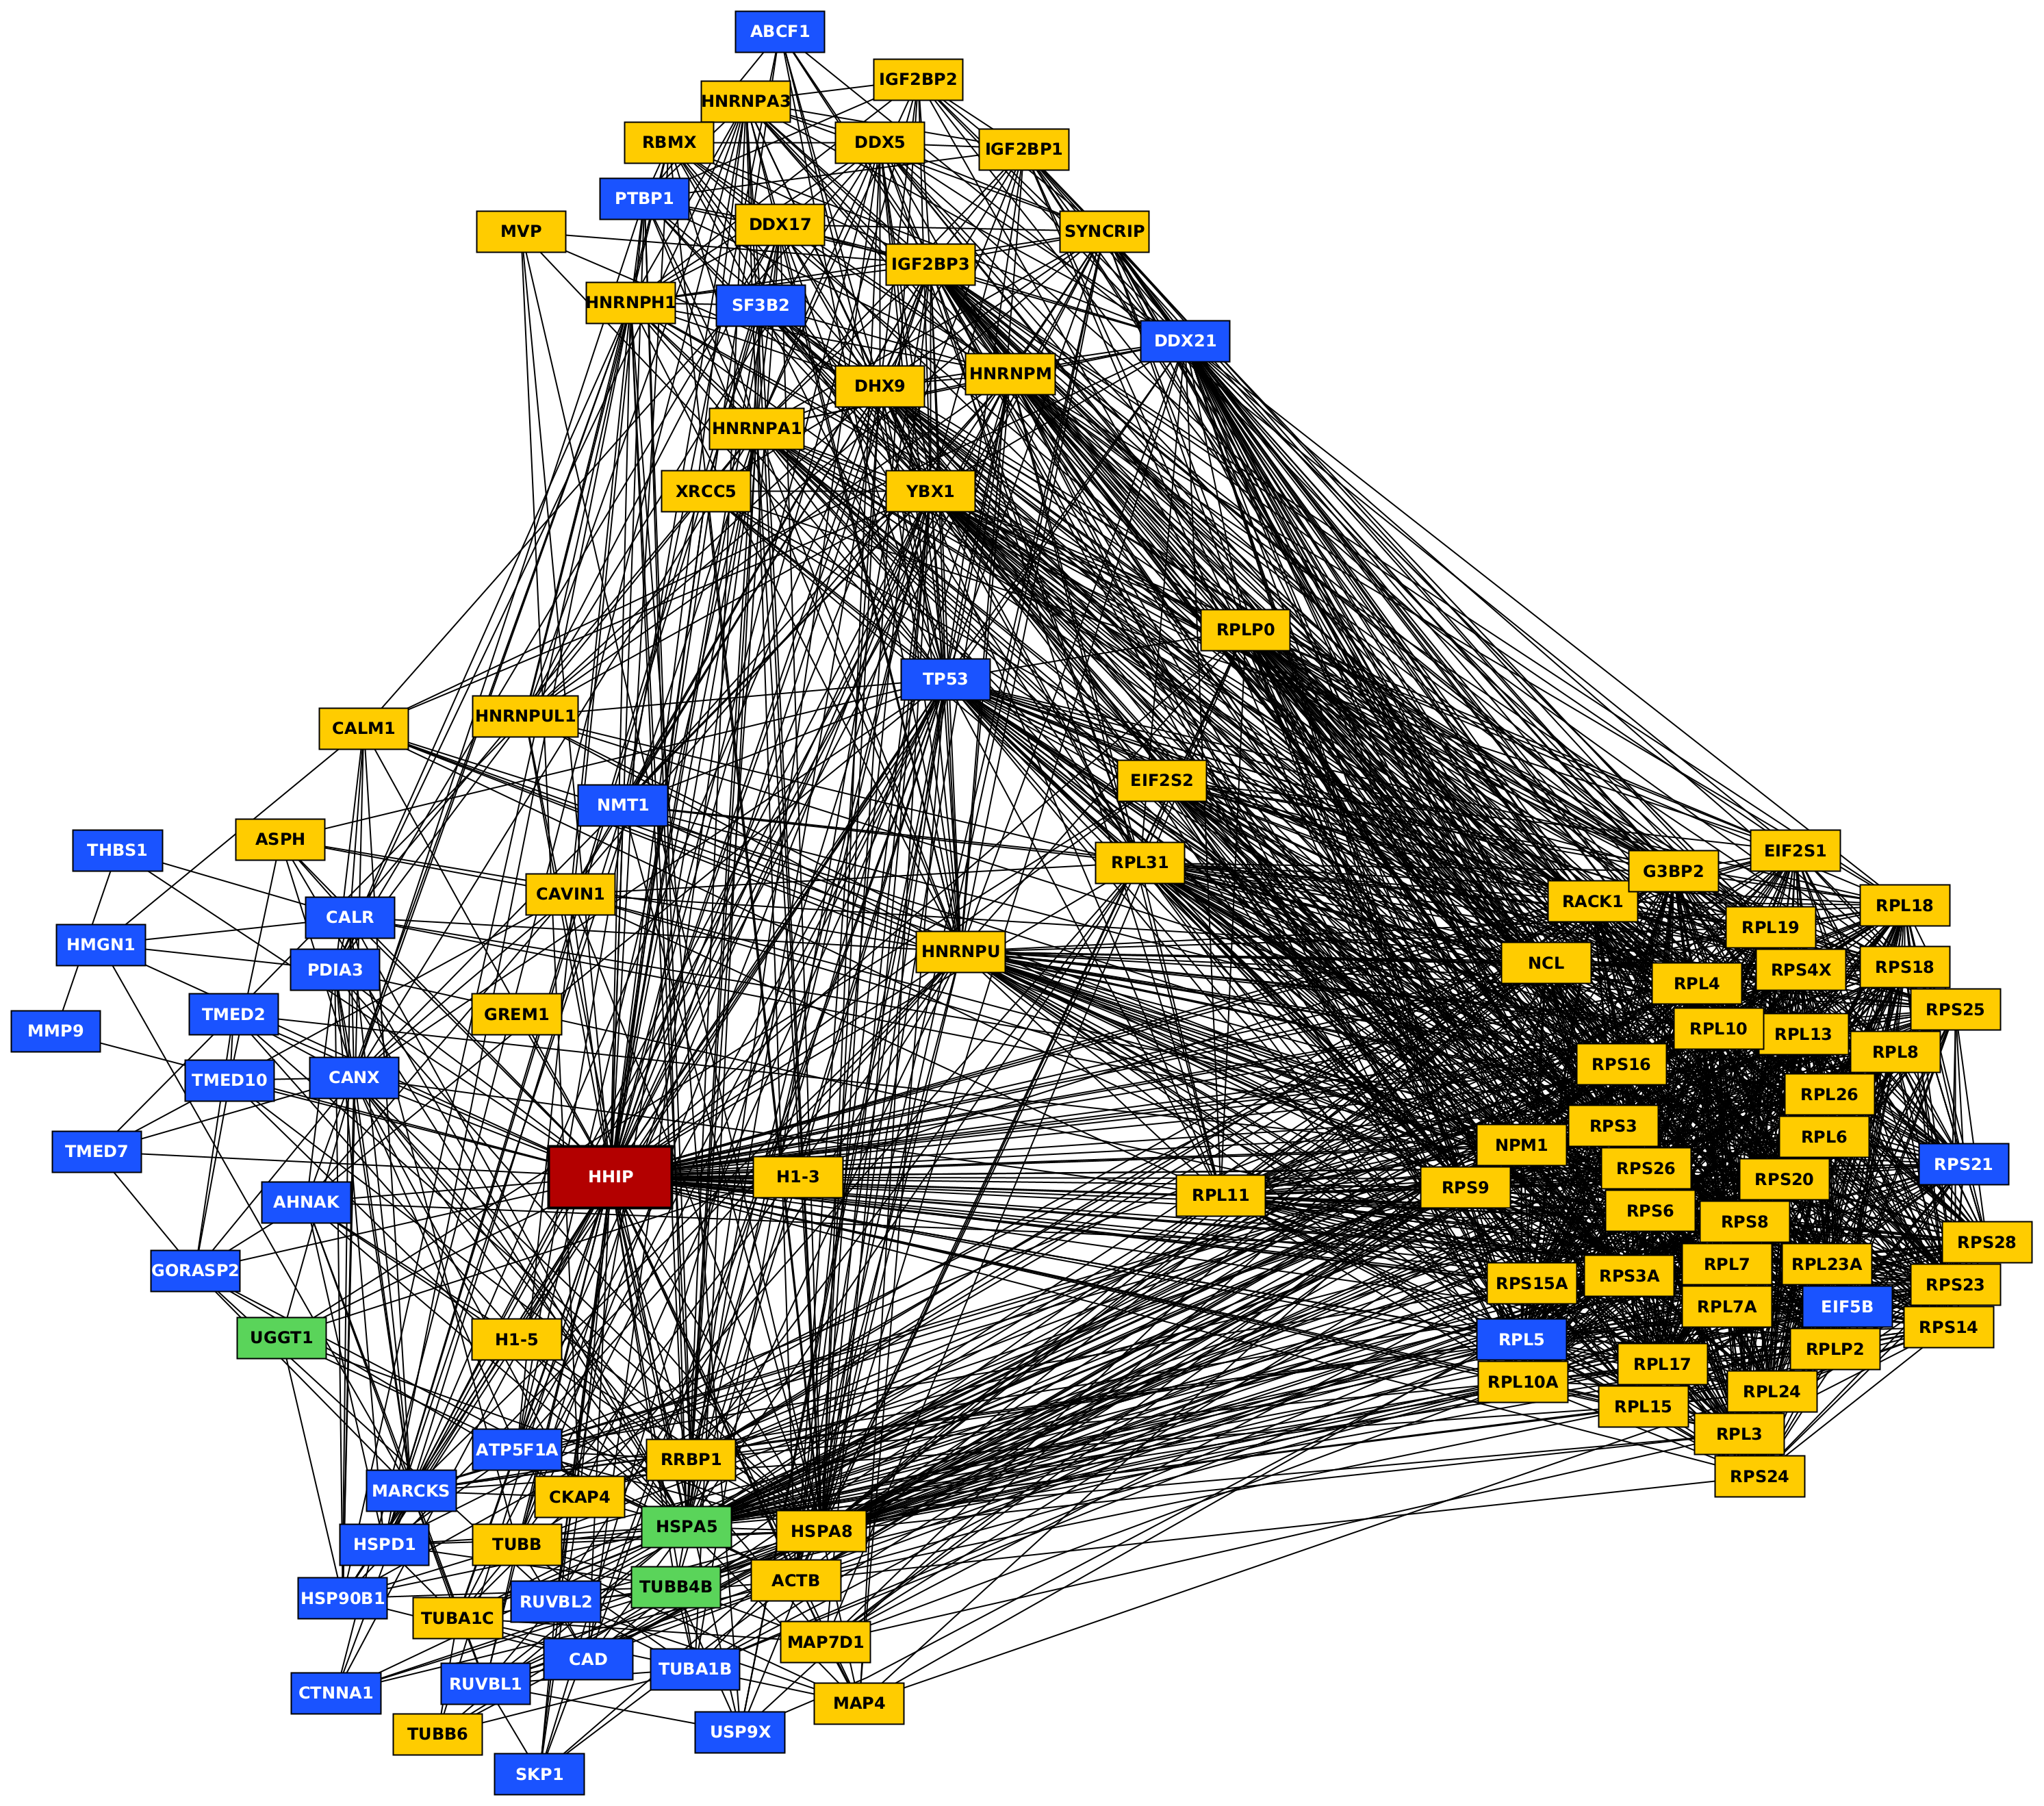 ABCF1
IGF2BP2
HNRNPA3
RBMX
DDX5
IGF2BP1
PTBP1
DDX17
MVP
SYNCRIP
IGF2BP3
HNRNPH1
SF3B2
DDX21
HNRNPM
DHX9
HNRNPA1
XRCC5
YBX1
RPLP0
TP53
HNRNPUL1
CALM1
EIF2S2
NMT1
ASPH
THBS1
EIF2S1
RPL31
G3BP2
CAVIN1
RACK1
RPL18
CALR
RPL19
HMGN1
HNRNPU
NCL
RPS18
PDIA3
RPS4X
RPL4
RPS25
TMED2
GREM1
MMP9
RPL10
RPL13
RPL8
RPS16
CANX
TMED10
RPL26
RPS3
RPL6
NPM1
TMED7
RPS21
RPS26
HHIP
H1-3
RPS20
RPS9
RPL11
AHNAK
RPS6
RPS8
RPS28
RPL7
RPL23A
GORASP2
RPS3A
RPS15A
RPS23
RPL7A
EIF5B
RPS14
UGGT1
H1-5
RPL5
RPLP2
RPL17
RPL10A
RPL24
RPL15
RPL3
ATP5F1A
RRBP1
RPS24
MARCKS
CKAP4
HSPA5
HSPA8
HSPD1
TUBB
ACTB
TUBB4B
HSP90B1
RUVBL2
TUBA1C
MAP7D1
CAD
TUBA1B
RUVBL1
CTNNA1
MAP4
USP9X
TUBB6
SKP1